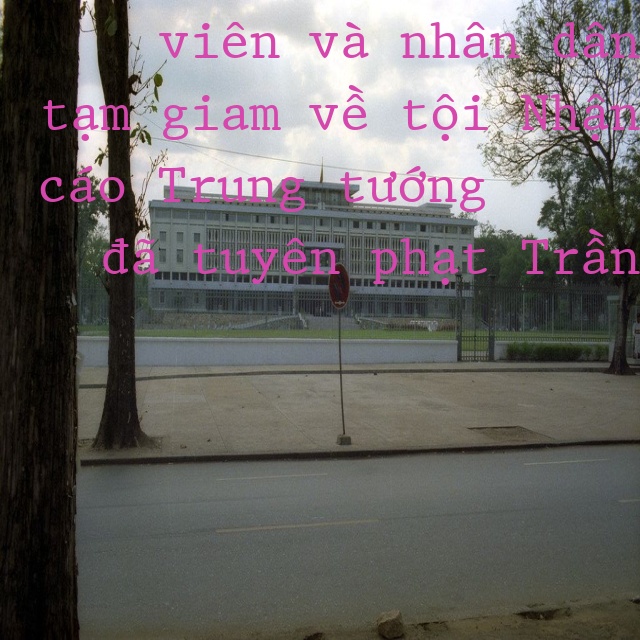 viên và nhân dân
tạm giam về tội Nhận
cáo Trung tướng
đã tuyên phạt Trần